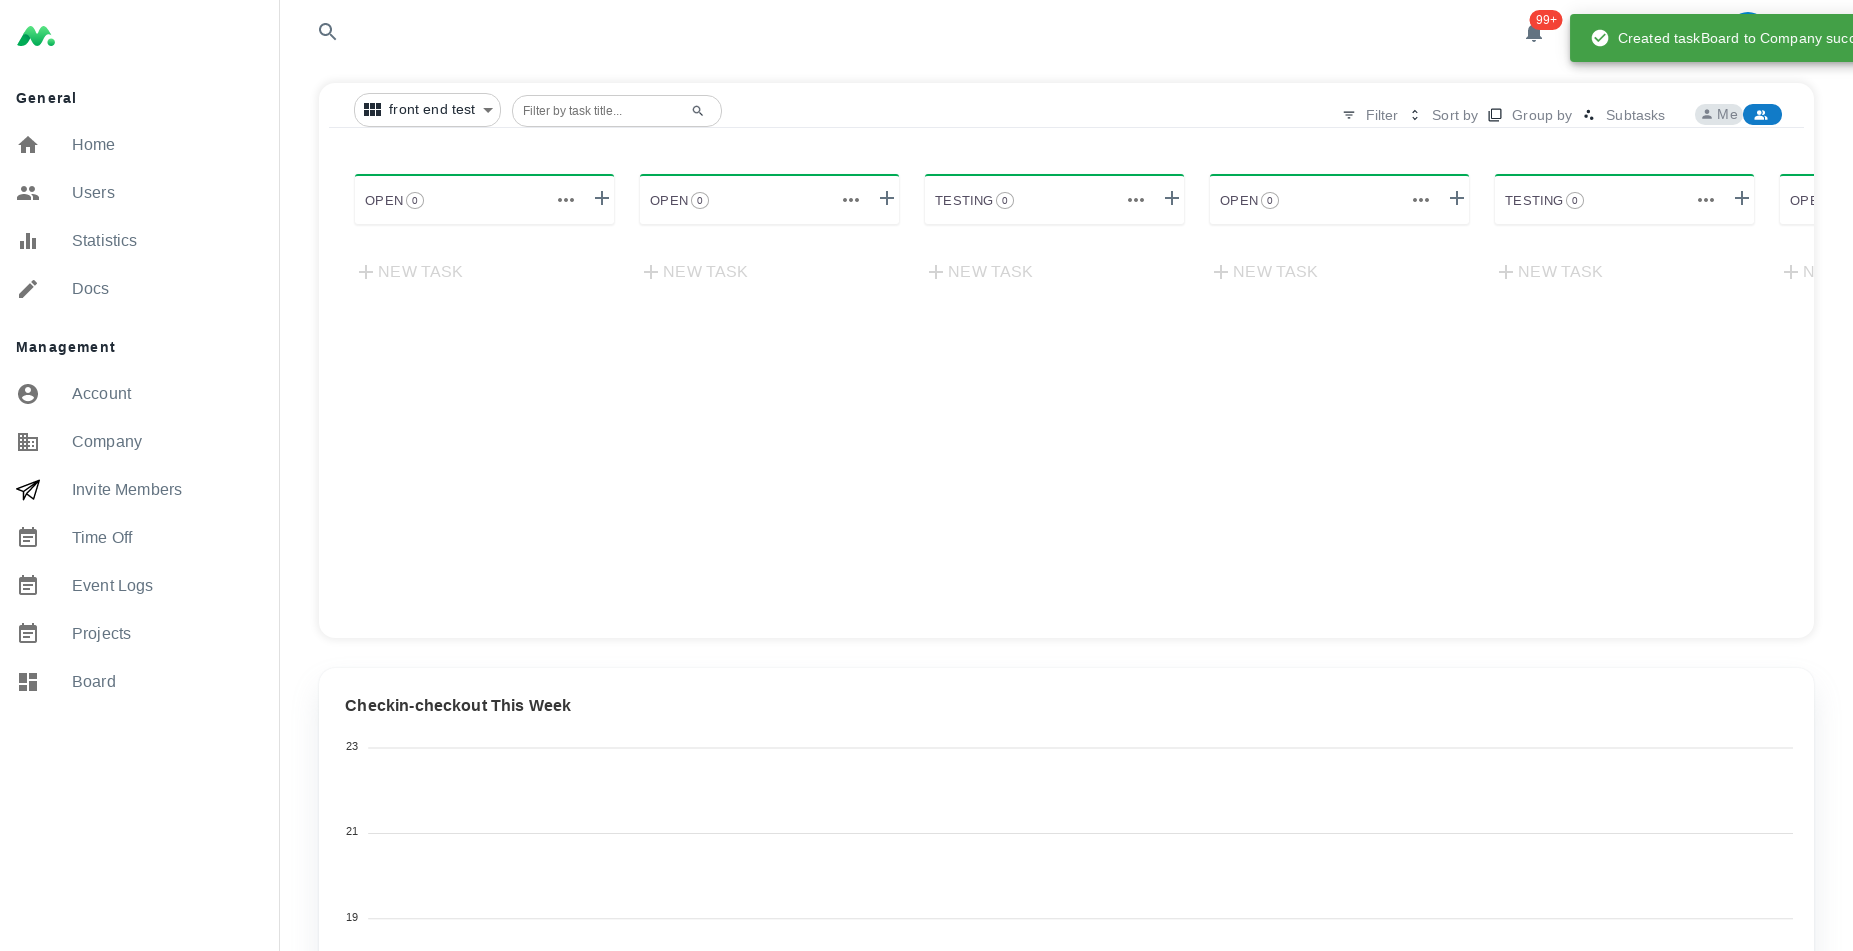 General
Home
Users
Statistics
Docs
Management
Account
Company
Invite Members
Time Off
Event Logs
Projects
Board
99+
Created taskBoard to Company succ
front end test
Filter by task title...
Filter
Sort by
Group by
Subtasks
Me
OPEN 0
OPEN 0
TESTING 0
OPEN 0
TESTING 0
OPE
NEW TASK
NEW TASK
NEW TASK
NEW TASK
NEW TASK
N
Checkin-checkout This Week
23
21
19